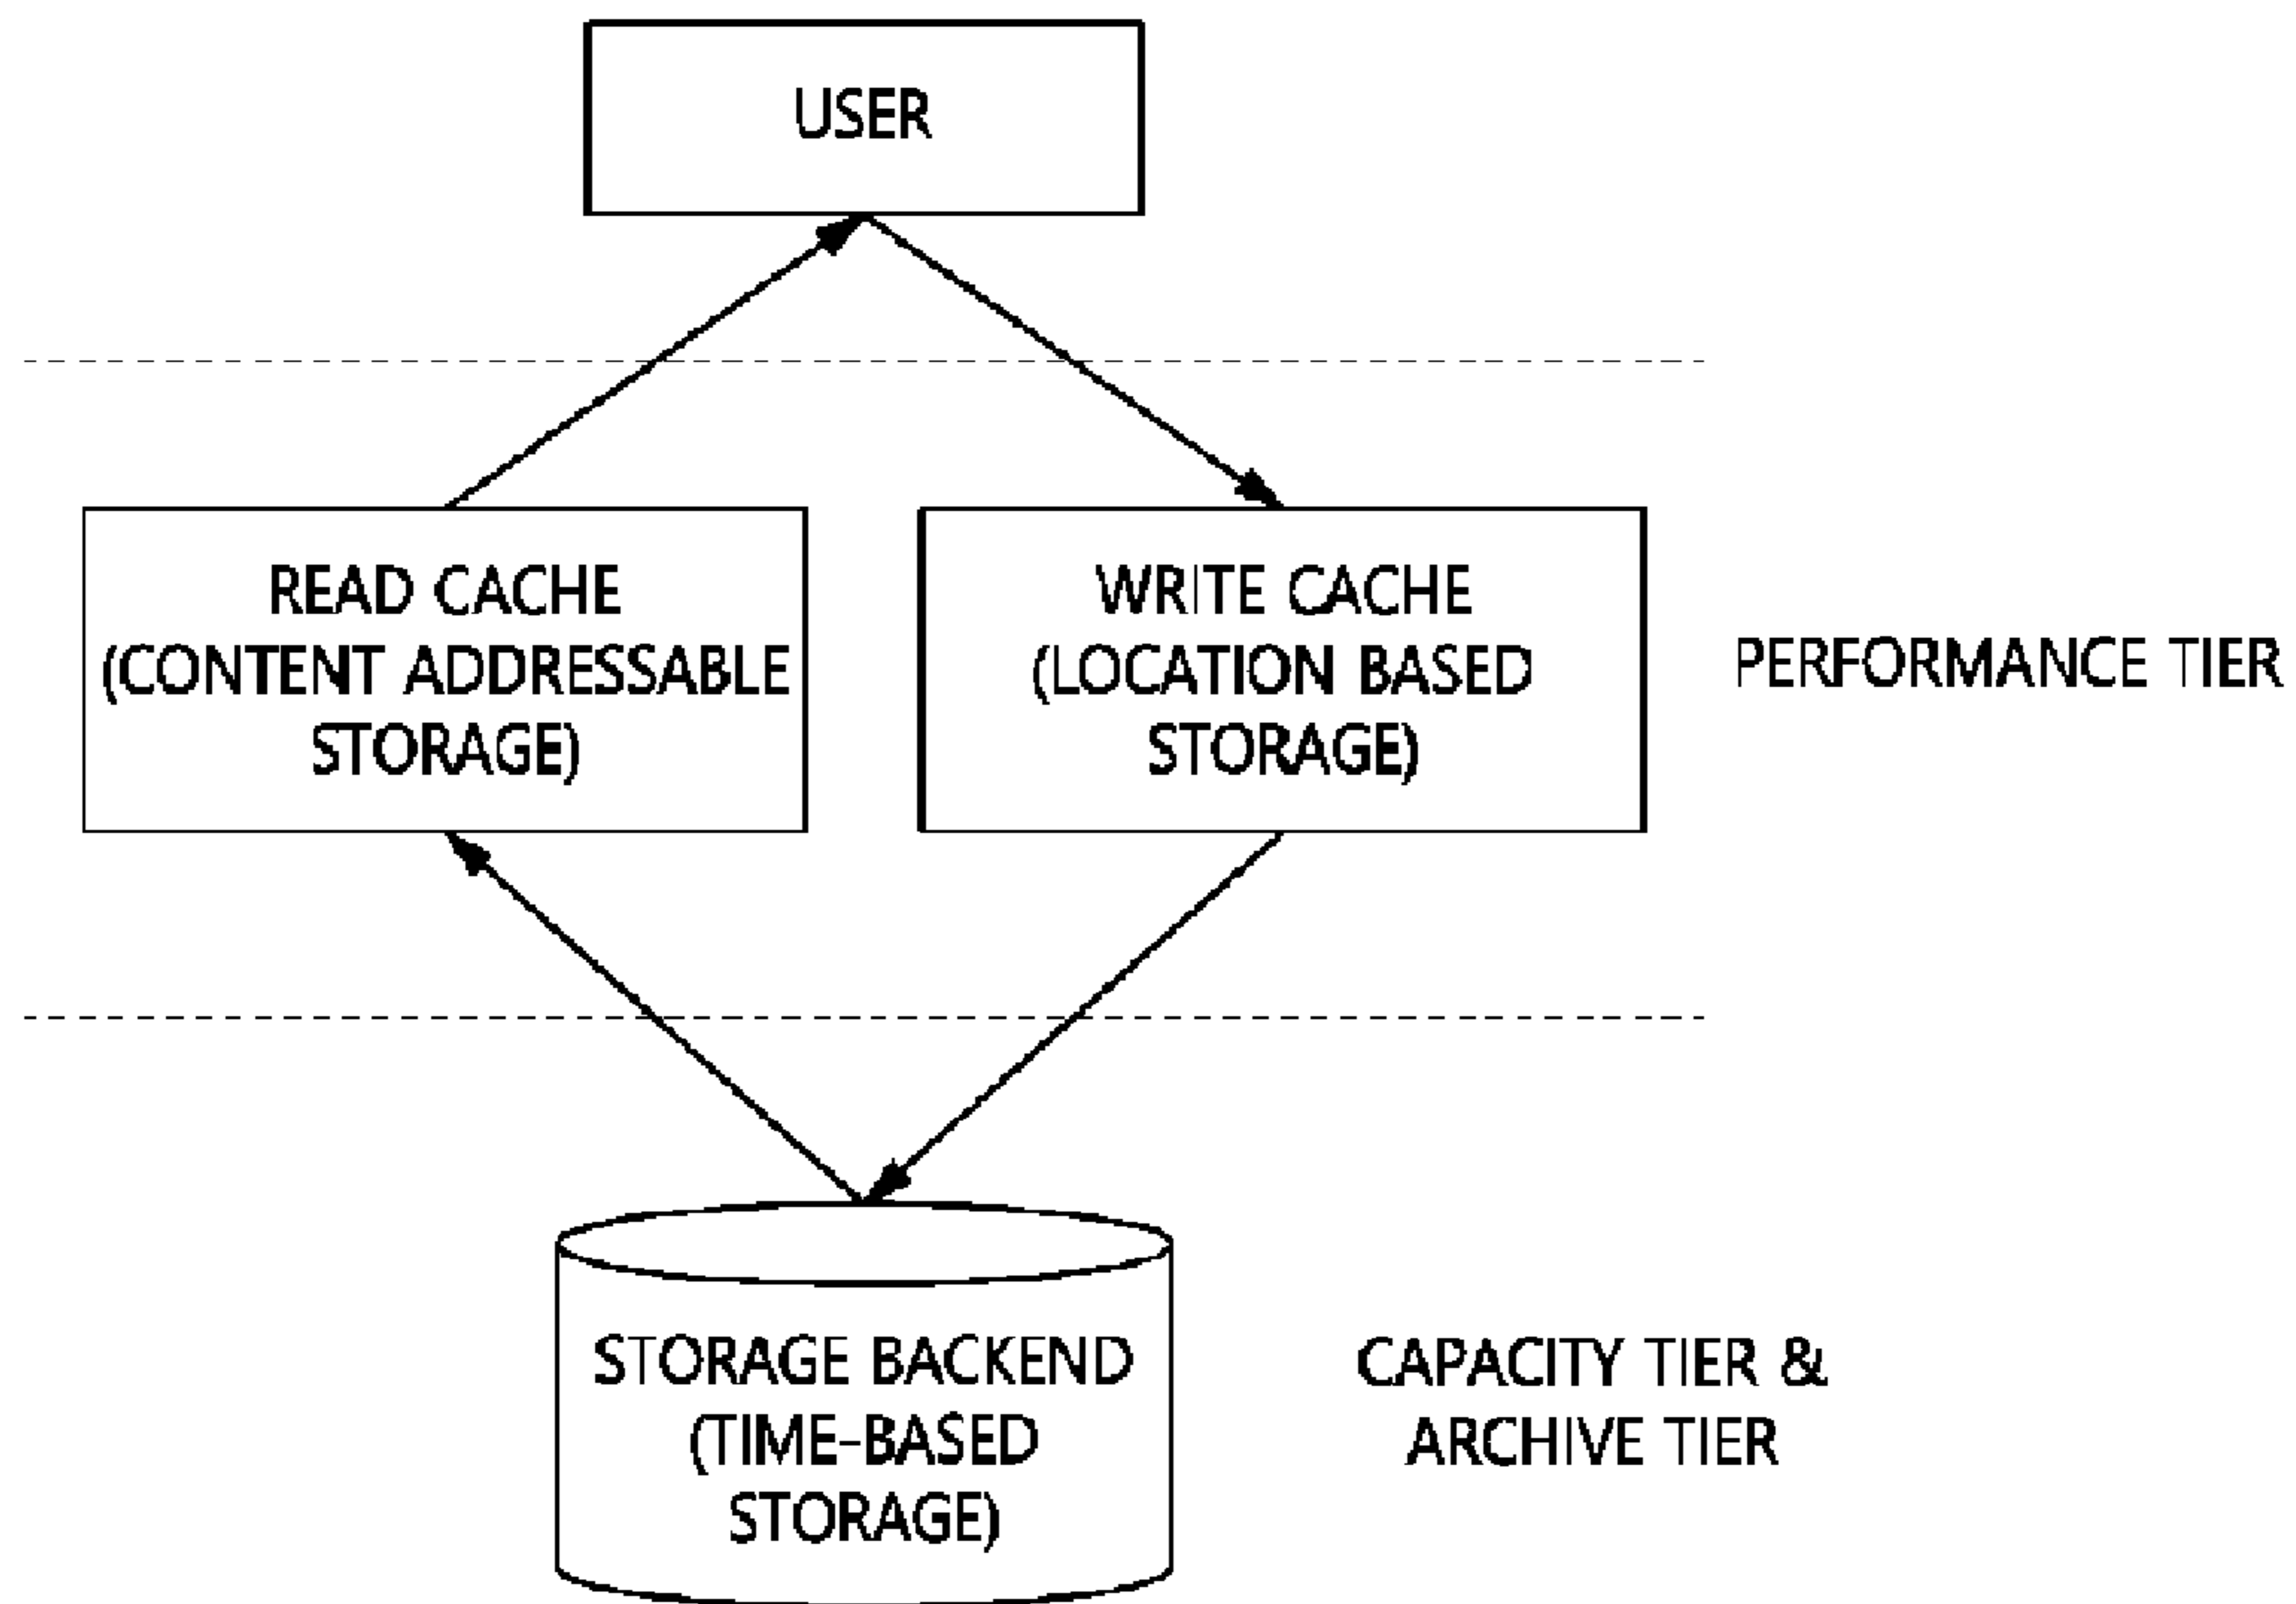 USER
READ CACHE
(CONTENT ADDRESSABLE
STORAGE)
WRITE CACHE
(LOCATION BASED
STORAGE)
PERFORMANCE TIER
STORAGE BACKEND
(TIME-BASED
STORAGE)
CAPACITY TIER &
ARCHIVE TIER